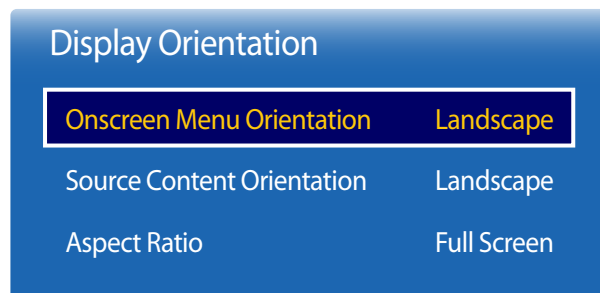 Display Orientation
Onscreen Menu Orientation Landscape
Source Content Orientation Landscape
Aspect Ratio Full Screen